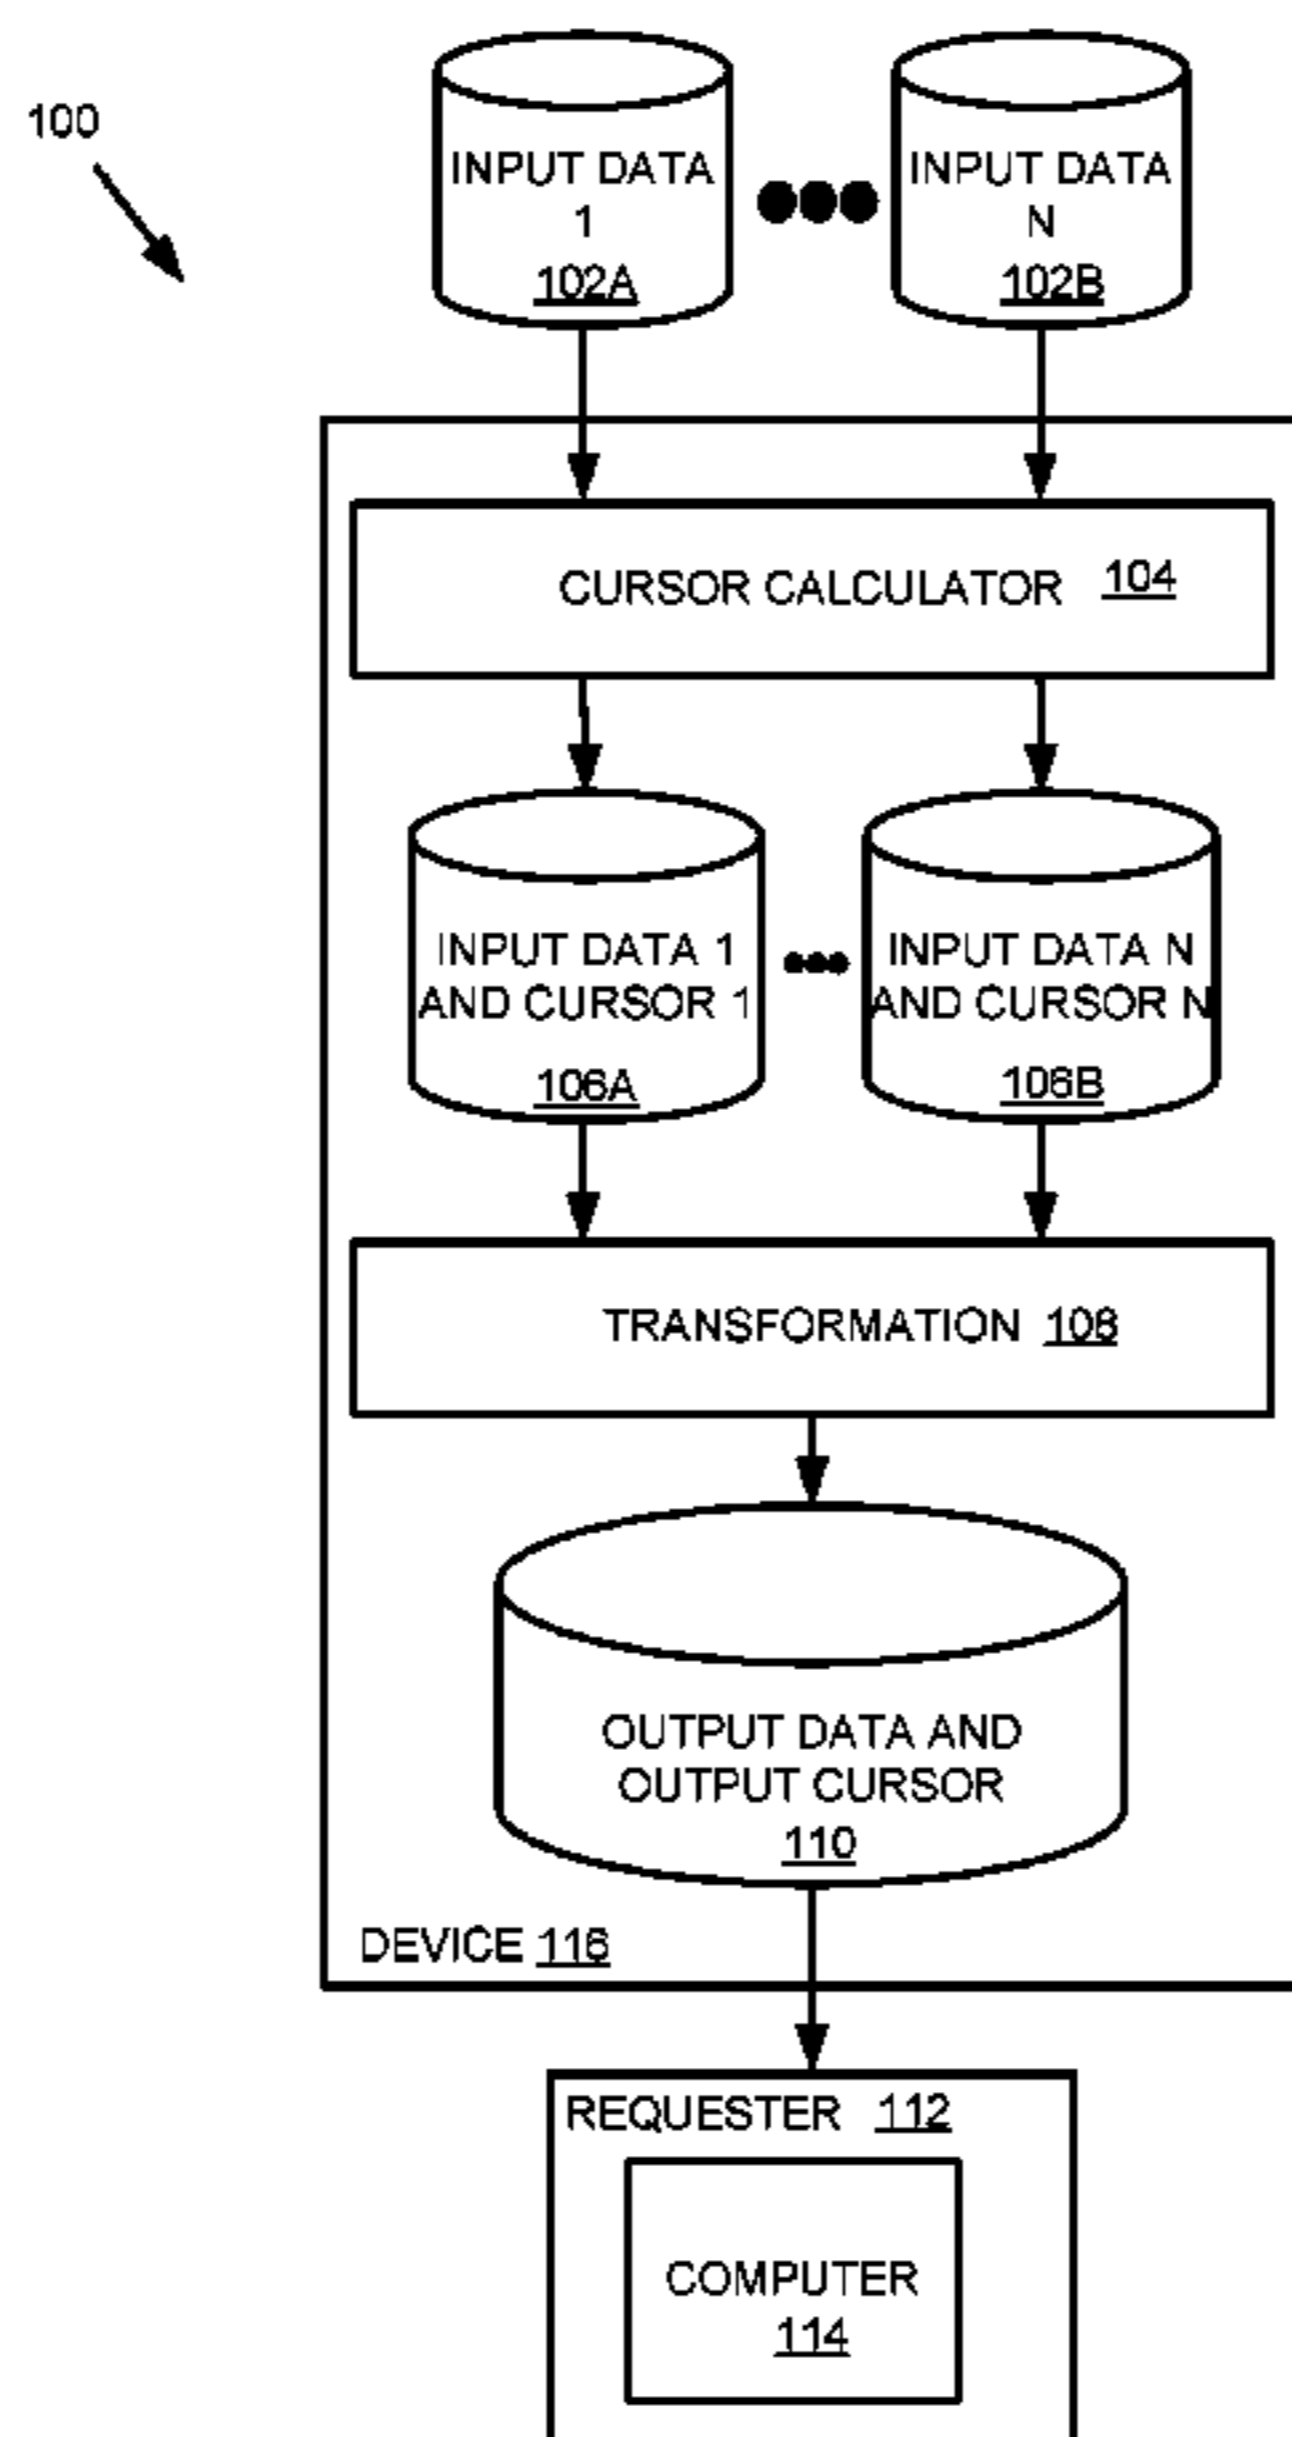 100
INPUT DATA
1
102A
INPUT DATA
N
102B
CURSOR CALCULATOR 104
INPUT DATA 1
AND CURSOR 1
106A
INPUT DATA N
AND CURSOR N
106B
TRANSFORMATION 108
OUTPUT DATA AND
OUTPUT CURSOR
110
DEVICE 116
REQUESTER 112
COMPUTER
114